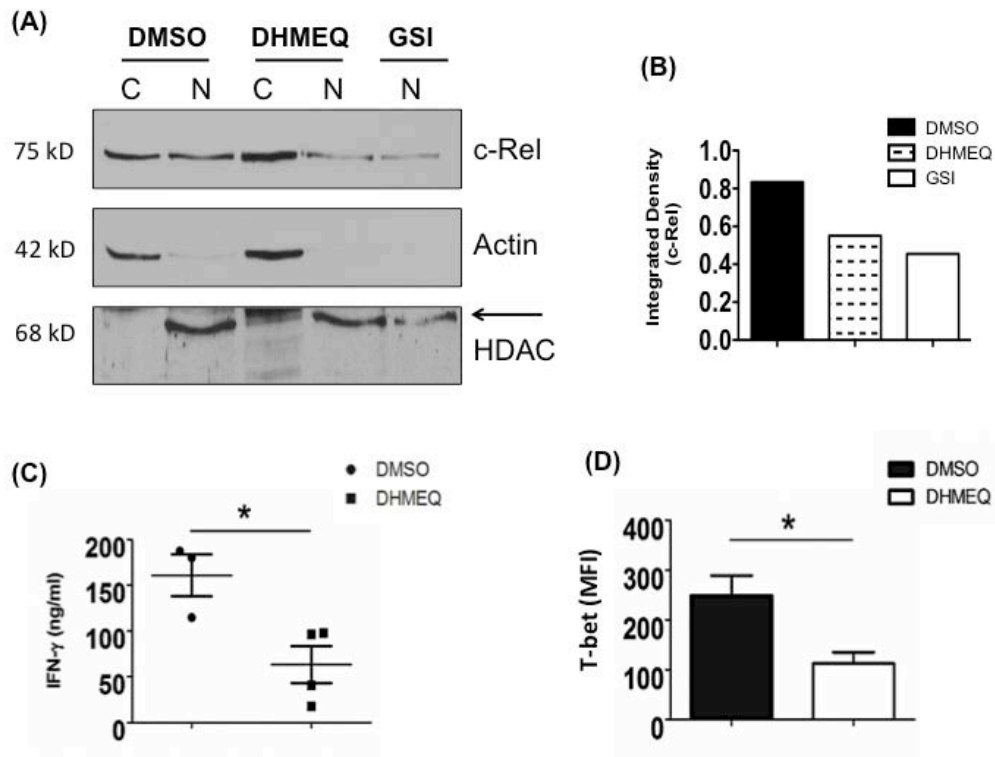 (A)
DMSO DHMEQ GSI
C N C N N
75 kD c-Rel
42 kD Actin
68 kD HDAC
(B)
DMSO
DHMEQ
GSI
Integrated Density
(c-Rel)
1.0
0.8
0.6
0.4
0.2
0.0
(C)
DMSO
DHMEQ
*
IFN-γ (ng/ml)
200
150
100
50
0
(D)
DMSO
DHMEQ
*
T-bet (MFI)
400
300
200
100
0